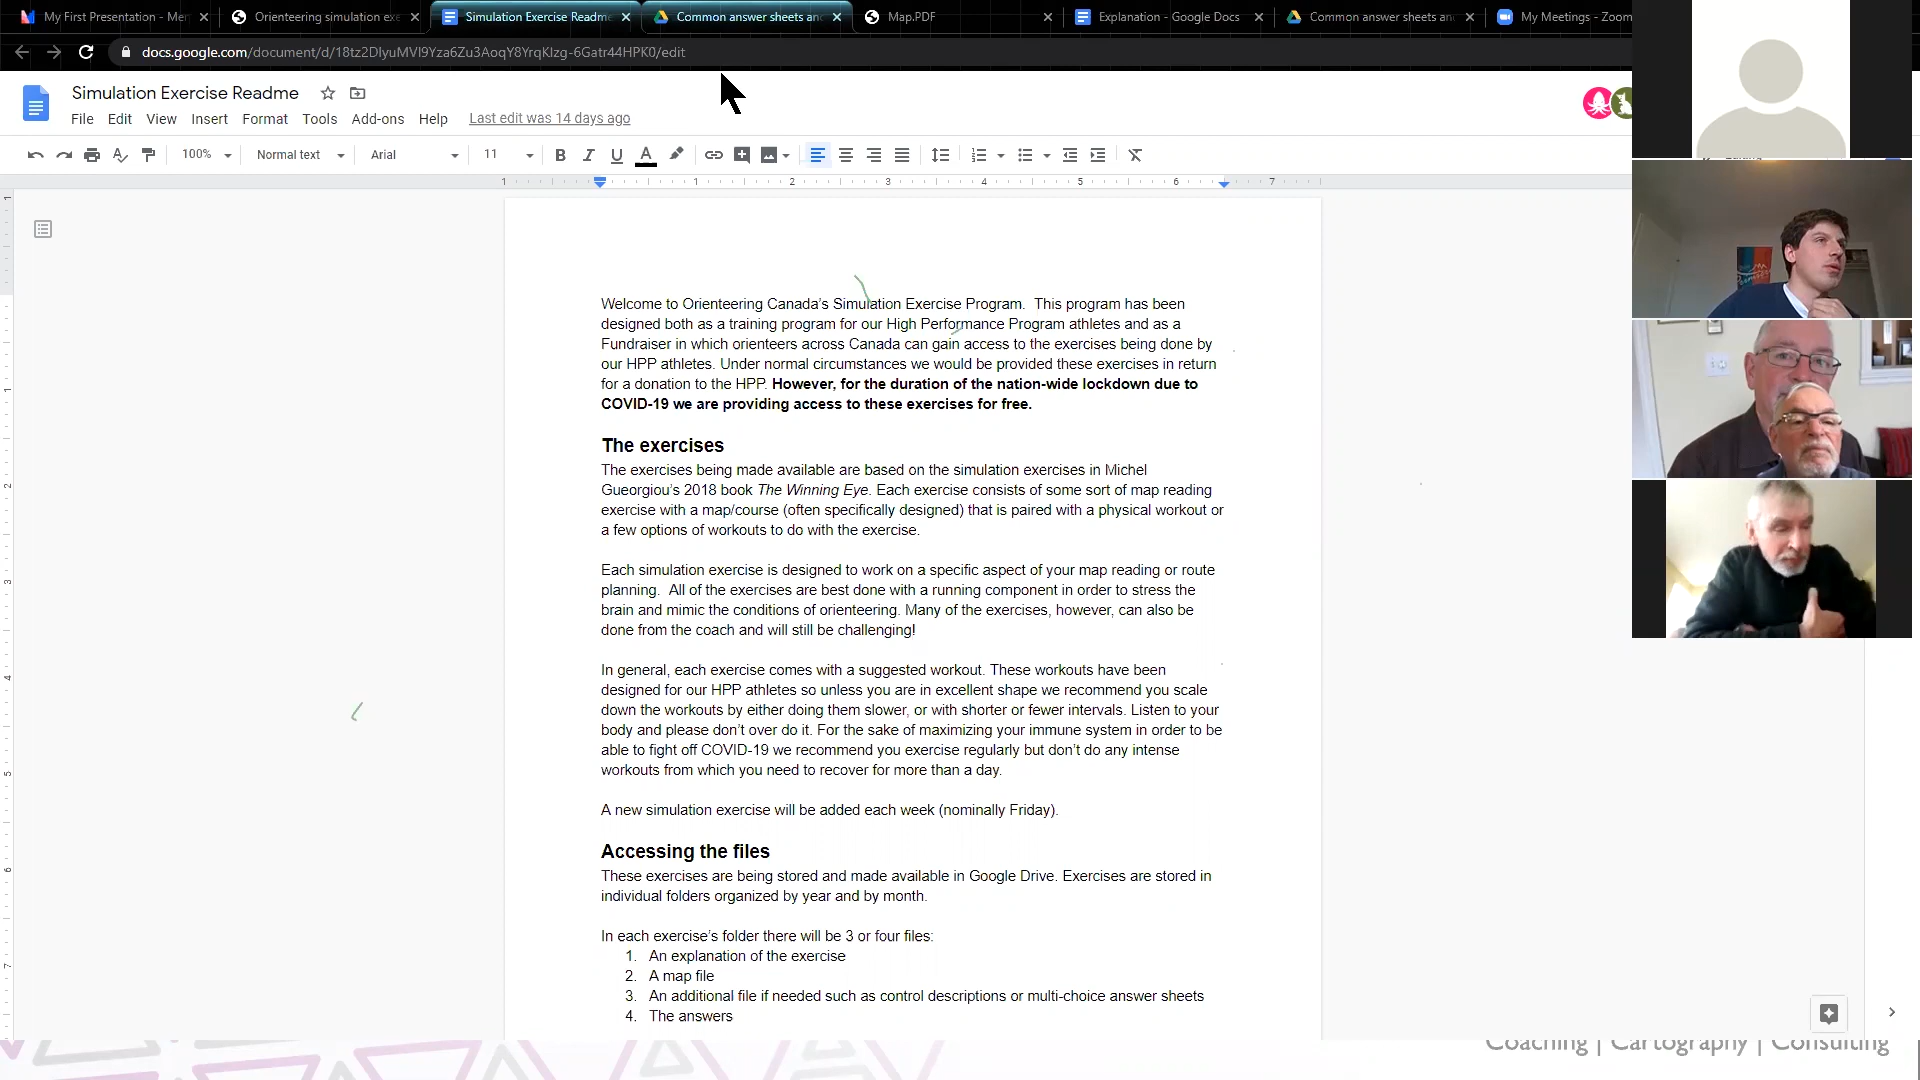 My First Presentation - Mer
Orienteering simulation exe
Simulation Exercise Readme
Common answer sheets and
Map.PDF
Explanation - Google Docs
Common answer sheets an
My Meetings - Zoom
docs.google.com/document/d/18tz2DIyuMVl9Yza6Zu3AoqY8YrqKIzg-6Gatr44HPK0/edit
Simulation Exercise Readme
File Edit View Insert Format Tools Add-ons Help Last edit was 14 days ago
100% Normal text Arial 11 B I U A
1 1 2 3 4 5 6 7
Welcome to Orienteering Canada's Simulation Exercise Program.  This program has been
designed both as a training program for our High Performance Program athletes and as a
Fundraiser in which orienteers across Canada can gain access to the exercises being done by
our HPP athletes. Under normal circumstances we would be provided these exercises in return
for a donation to the HPP. However, for the duration of the nation-wide lockdown due to
COVID-19 we are providing access to these exercises for free.
The exercises
The exercises being made available are based on the simulation exercises in Michel
Gueorgiou's 2018 book The Winning Eye. Each exercise consists of some sort of map reading
exercise with a map/course (often specifically designed) that is paired with a physical workout or
a few options of workouts to do with the exercise.
Each simulation exercise is designed to work on a specific aspect of your map reading or route
planning.  All of the exercises are best done with a running component in order to stress the
brain and mimic the conditions of orienteering. Many of the exercises, however, can also be
done from the coach and will still be challenging!
In general, each exercise comes with a suggested workout. These workouts have been
designed for our HPP athletes so unless you are in excellent shape we recommend you scale
down the workouts by either doing them slower, or with shorter or fewer intervals. Listen to your
body and please don't over do it. For the sake of maximizing your immune system in order to be
able to fight off COVID-19 we recommend you exercise regularly but don't do any intense
workouts from which you need to recover for more than a day.
A new simulation exercise will be added each week (nominally Friday).
Accessing the files
These exercises are being stored and made available in Google Drive. Exercises are stored in
individual folders organized by year and by month.
In each exercise's folder there will be 3 or four files:
1. An explanation of the exercise
2. A map file
3. An additional file if needed such as control descriptions or multi-choice answer sheets
4. The answers
Coaching | Cartography | Consulting